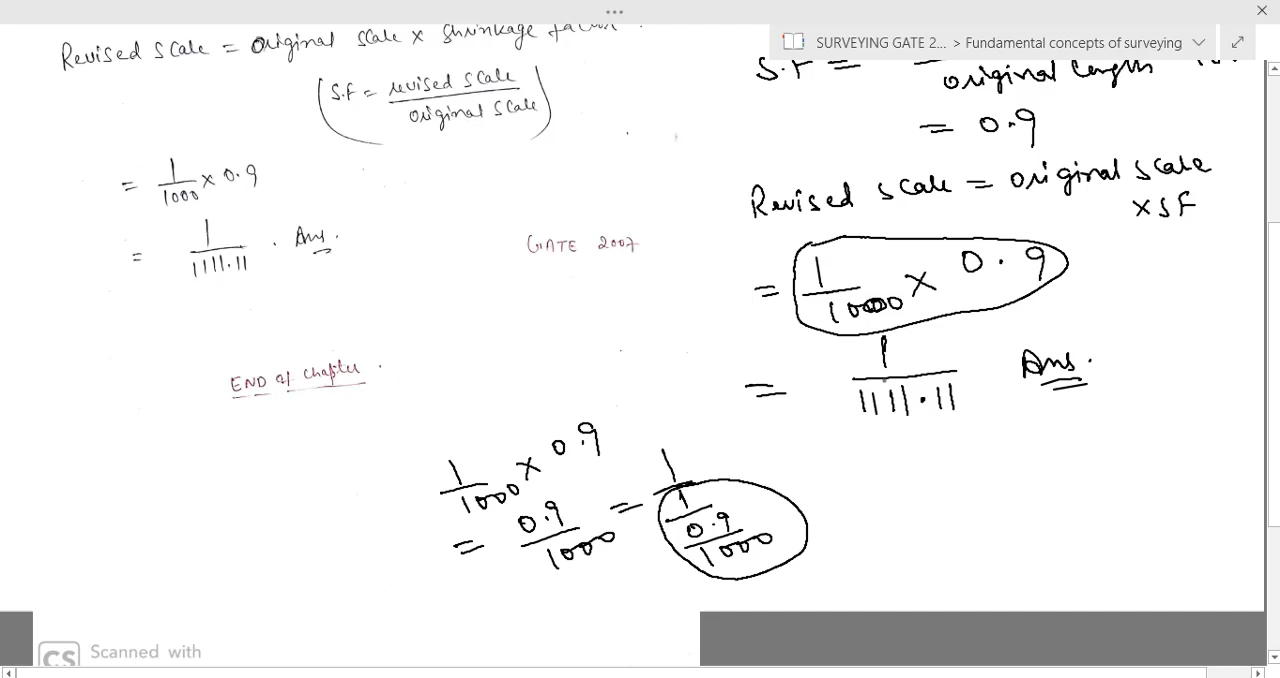 SURVEYING GATE 2... > Fundamental concepts of surveying
Revised scale = original scale × shrinkage factor.
(S.F = revised scale / original scale)
= 1/1000 × 0.9
= 1/1111.11 . Ans.
GATE 2007
END of chapter.
S.F = 
original length
= 0.9
Revised scale = original scale
× SF
= 1/1000 × 0.9
= 1/1111.11 Ans.
1/1000 × 0.9
= 0.9/1000 = 1/(1/(0.9/1000))
CS Scanned with